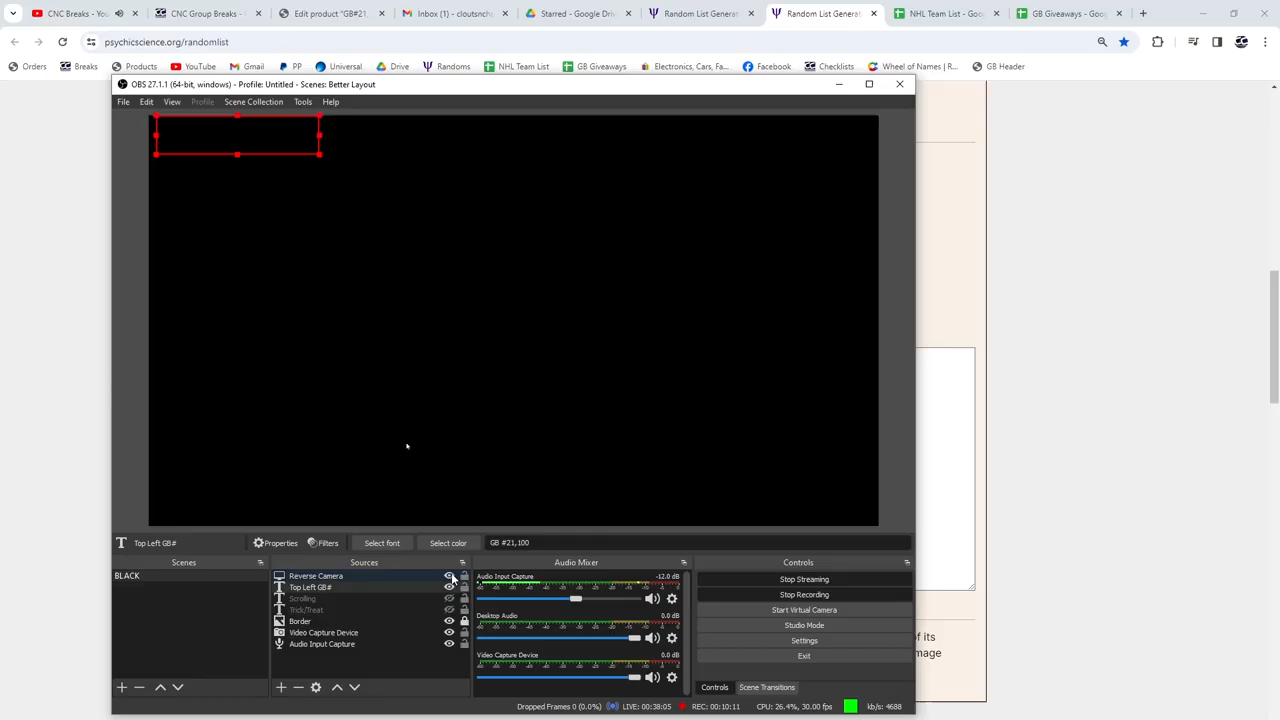 CNC Breaks - YouTube
CNC Group Breaks - Google
Edit product "GB#21,
Inbox (1) - cloutsnch
Starred - Google Driv
Random List Generat
Random List Generat
NHL Team List - Goo
GB Giveaways - Goog
psychicscience.org/randomlist
Orders
Breaks
Products
YouTube
Gmail
PP
Universal
Drive
Randoms
NHL Team List
GB Giveaways
Electronics, Cars, Fa...
Facebook
Checklists
Wheel of Names | R...
GB Header
OBS 27.1.1 (64-bit, windows) - Profile: Untitled - Scenes: Better Layout
File Edit View Profile Scene Collection Tools Help
Top Left GB#
Properties
Filters
Select font
Select color
GB #21,100
Scenes
Sources
Audio Mixer
Controls
BLACK
Reverse Camera
Top Left GB#
Scrolling
Trick/Treat
Border
Video Capture Device
Audio Input Capture
Audio Input Capture -12.0 dB
Desktop Audio 0.0 dB
Video Capture Device 0.0 dB
Stop Streaming
Stop Recording
Start Virtual Camera
Studio Mode
Settings
Exit
Controls
Scene Transitions
of its
mage
Dropped Frames 0 (0.0%)
LIVE: 00:38:05
REC: 00:10:11
CPU: 26.4%, 30.00 fps
kb/s: 4688